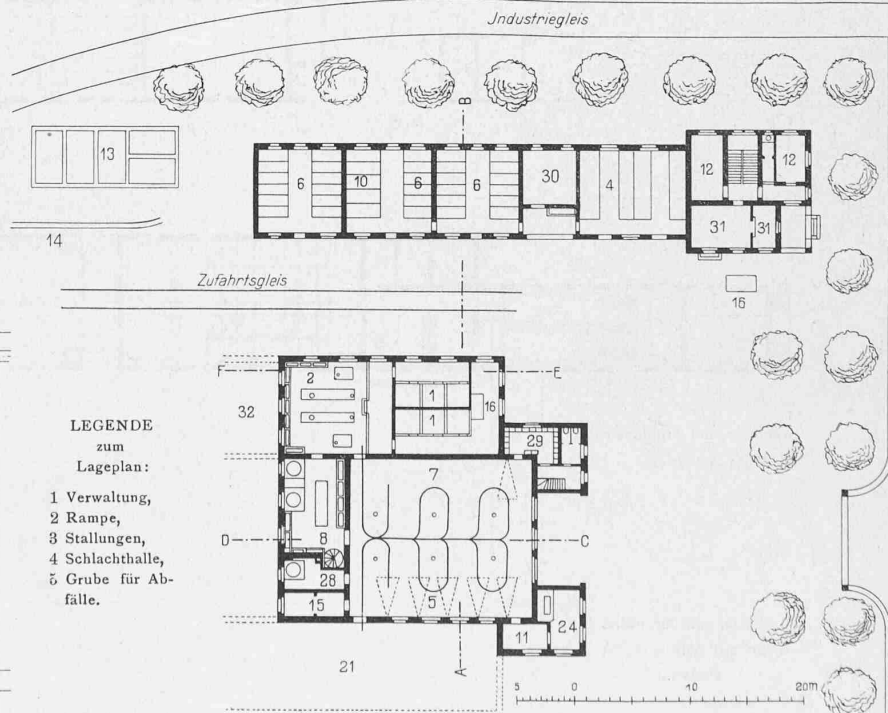 Industriegleis
13
14
6
10
6
B
6
30
4
12
12
31
31
16
Zufahrtsgleis
F
2
1
1
16
E
32
29
7
D
8
C
28
5
15
11
24
A
21
LEGENDE
zum
Lageplan:
1 Verwaltung,
2 Rampe,
3 Stallungen,
4 Schlachthalle,
5 Grube für Ab-
fälle.
5 0 10 20m